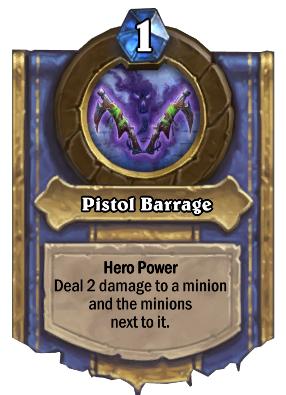 1
Pistol Barrage
Hero Power
Deal 2 damage to a minion
and the minions
next to it.